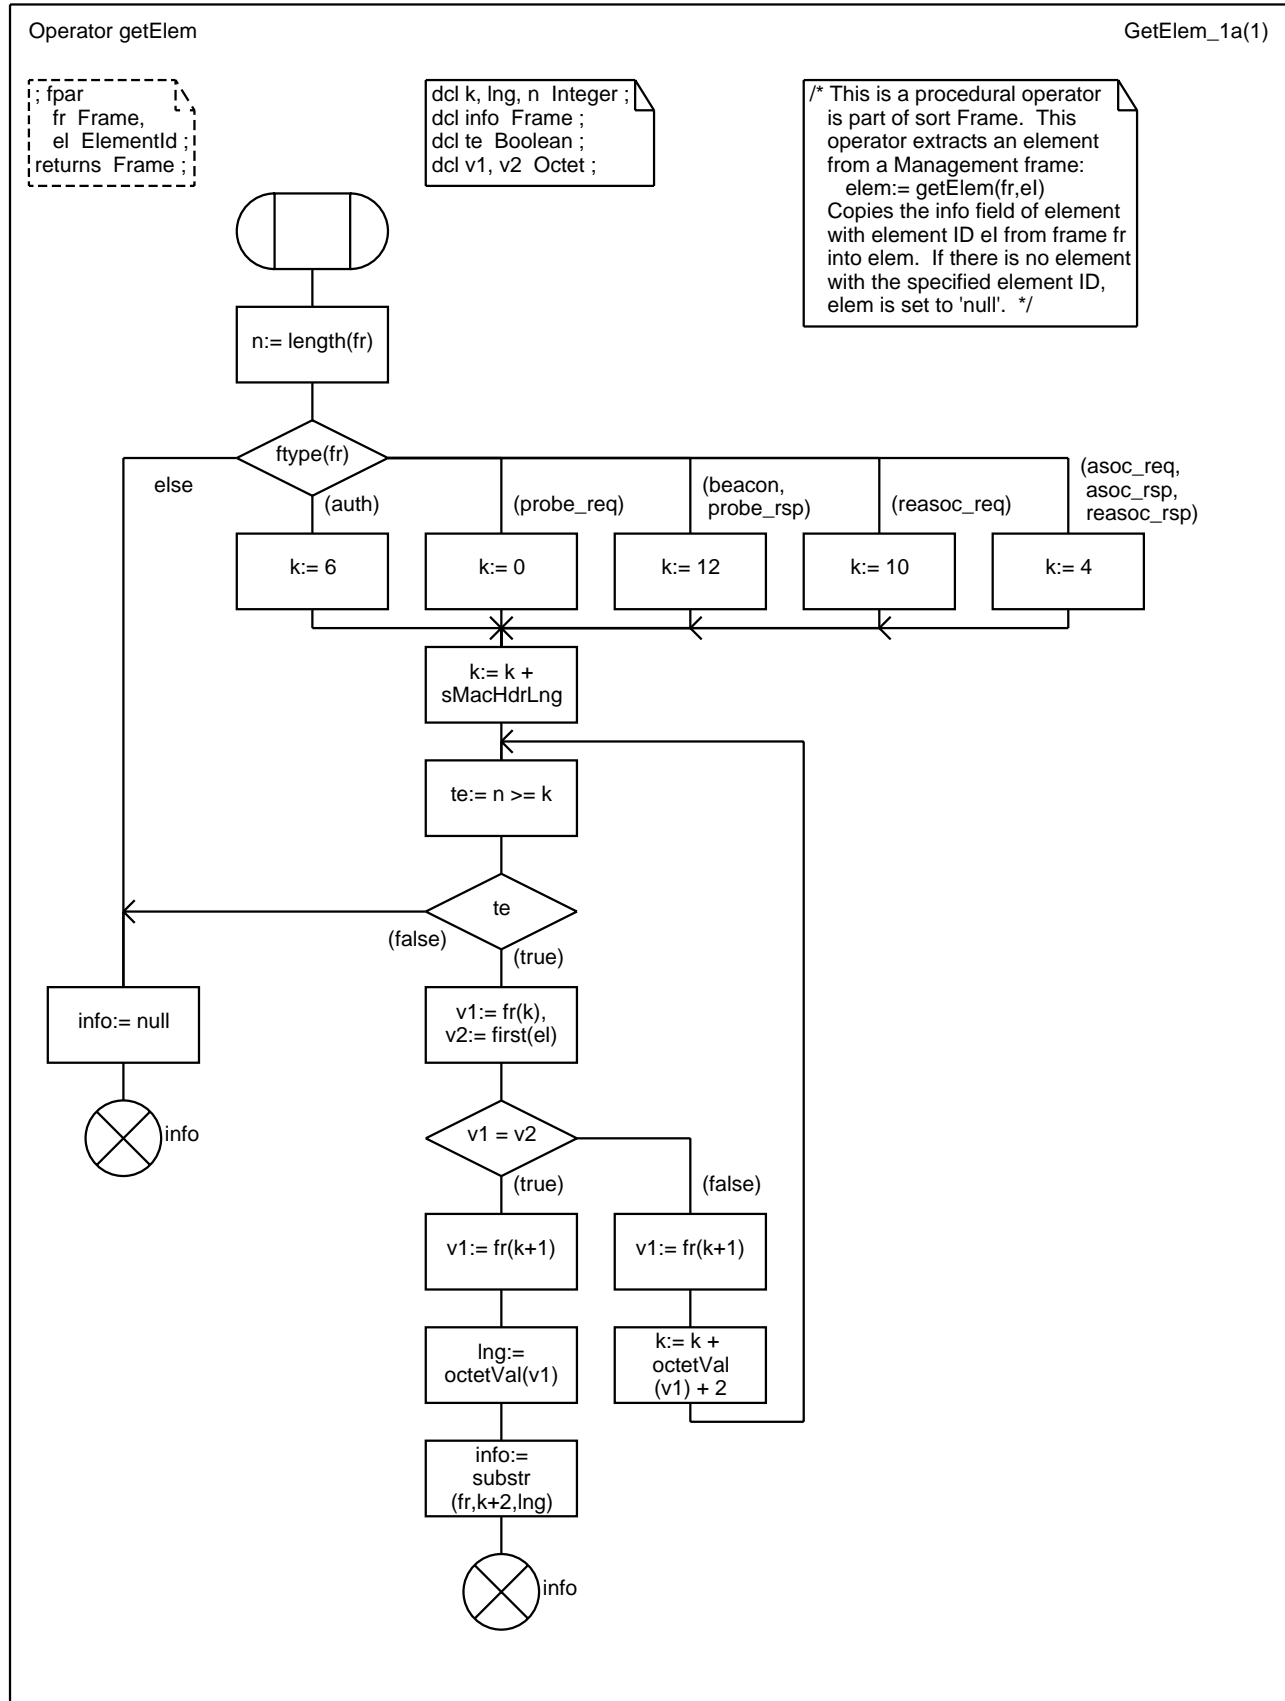 Operator getElem
GetElem_1a(1)
; fpar
fr Frame,
el ElementId ;
returns Frame ;
dcl k, lng, n Integer ;
dcl info Frame ;
dcl te Boolean ;
dcl v1, v2 Octet ;
/* This is a procedural operator
is part of sort Frame. This
operator extracts an element
from a Management frame:
elem:= getElem(fr,el)
Copies the info field of element
with element ID el from frame fr
into elem. If there is no element
with the specified element ID,
elem is set to 'null'. */
n:= length(fr)
ftype(fr)
else
(auth)
(probe_req)
(beacon,
probe_rsp)
(reasoc_req)
(asoc_req,
asoc_rsp,
reasoc_rsp)
k:= 6
k:= 0
k:= 12
k:= 10
k:= 4
k:= k +
sMacHdrLng
te:= n >= k
te
(false)
(true)
info:= null
info
v1:= fr(k),
v2:= first(el)
v1 = v2
(true)
(false)
v1:= fr(k+1)
v1:= fr(k+1)
lng:=
octetVal(v1)
k:= k +
octetVal
(v1) + 2
info:=
substr
(fr,k+2,lng)
info